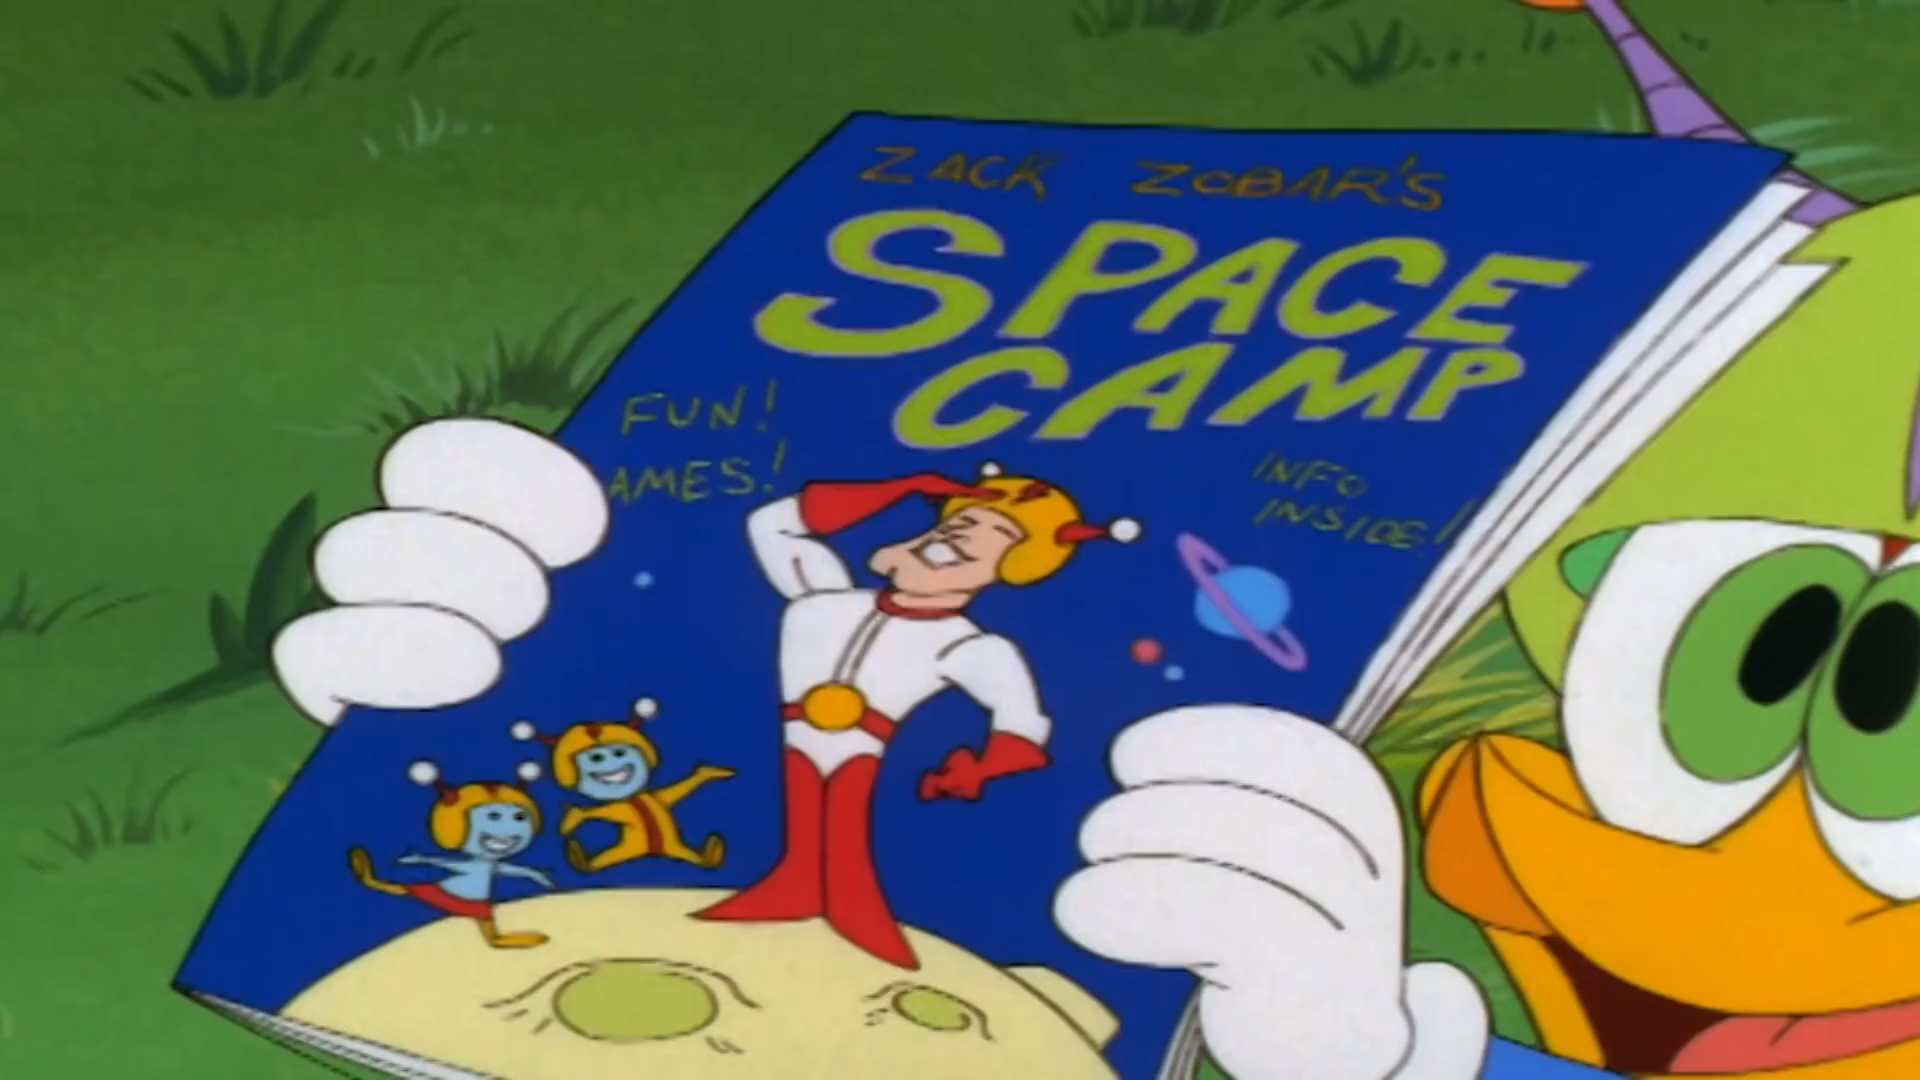 ZACK ZOBAR'S
SPACE
CAMP
FUN!
AMES!
INFO
INSIDE!